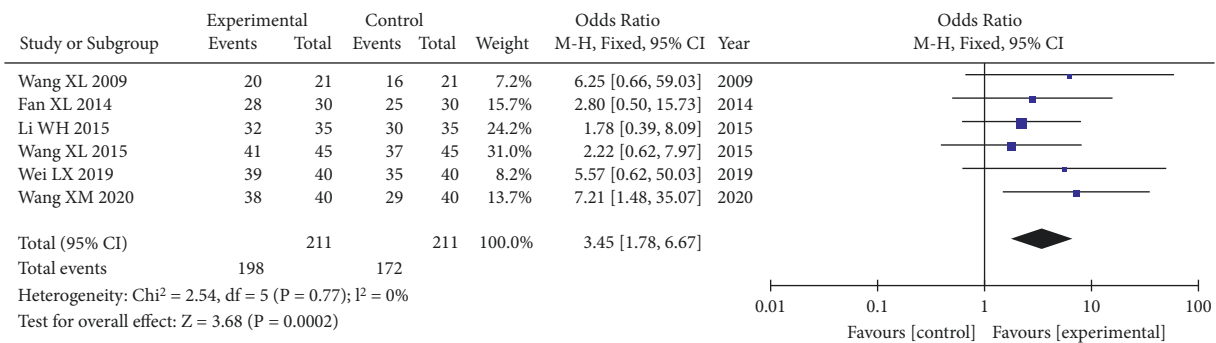 Experimental Control Odds Ratio Odds Ratio
Study or Subgroup Events Total Events Total Weight M-H, Fixed, 95% CI Year M-H, Fixed, 95% CI
Wang XL 2009 20 21 16 21 7.2% 6.25 [0.66, 59.03] 2009
Fan XL 2014 28 30 25 30 15.7% 2.80 [0.50, 15.73] 2014
Li WH 2015 32 35 30 35 24.2% 1.78 [0.39, 8.09] 2015
Wang XL 2015 41 45 37 45 31.0% 2.22 [0.62, 7.97] 2015
Wei LX 2019 39 40 35 40 8.2% 5.57 [0.62, 50.03] 2019
Wang XM 2020 38 40 29 40 13.7% 7.21 [1.48, 35.07] 2020
Total (95% CI) 211 211 100.0% 3.45 [1.78, 6.67]
Total events 198 172
Heterogeneity: Chi² = 2.54, df = 5 (P = 0.77); l² = 0%
Test for overall effect: Z = 3.68 (P = 0.0002)
0.01 0.1 1 10 100
Favours [control] Favours [experimental]